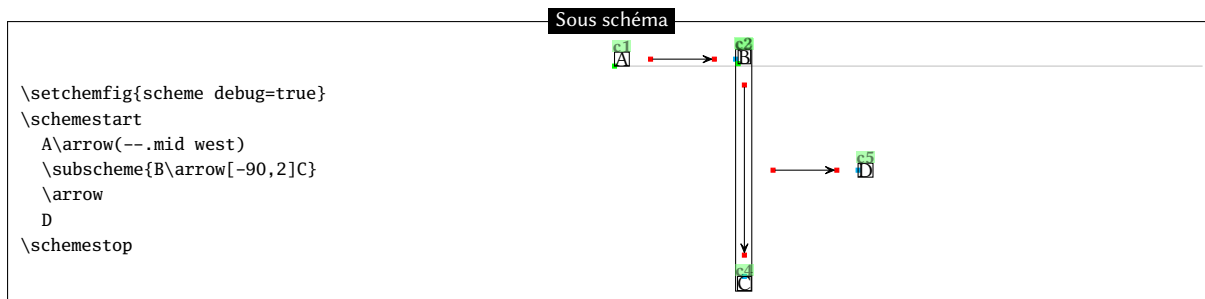 Sous schéma
\setchemfig{scheme debug=true}
\schemestart
A\arrow(--.mid west)
\subscheme{B\arrow[-90,2]C}
\arrow
D
\schemestop
c1
A
c2
B
c5
D
c4
C